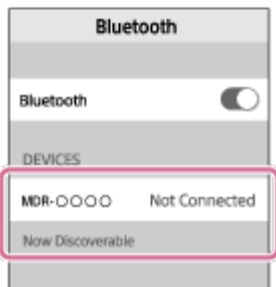 Bluetooth
Bluetooth
DEVICES
MDR-○○○○ Not Connected
Now Discoverable